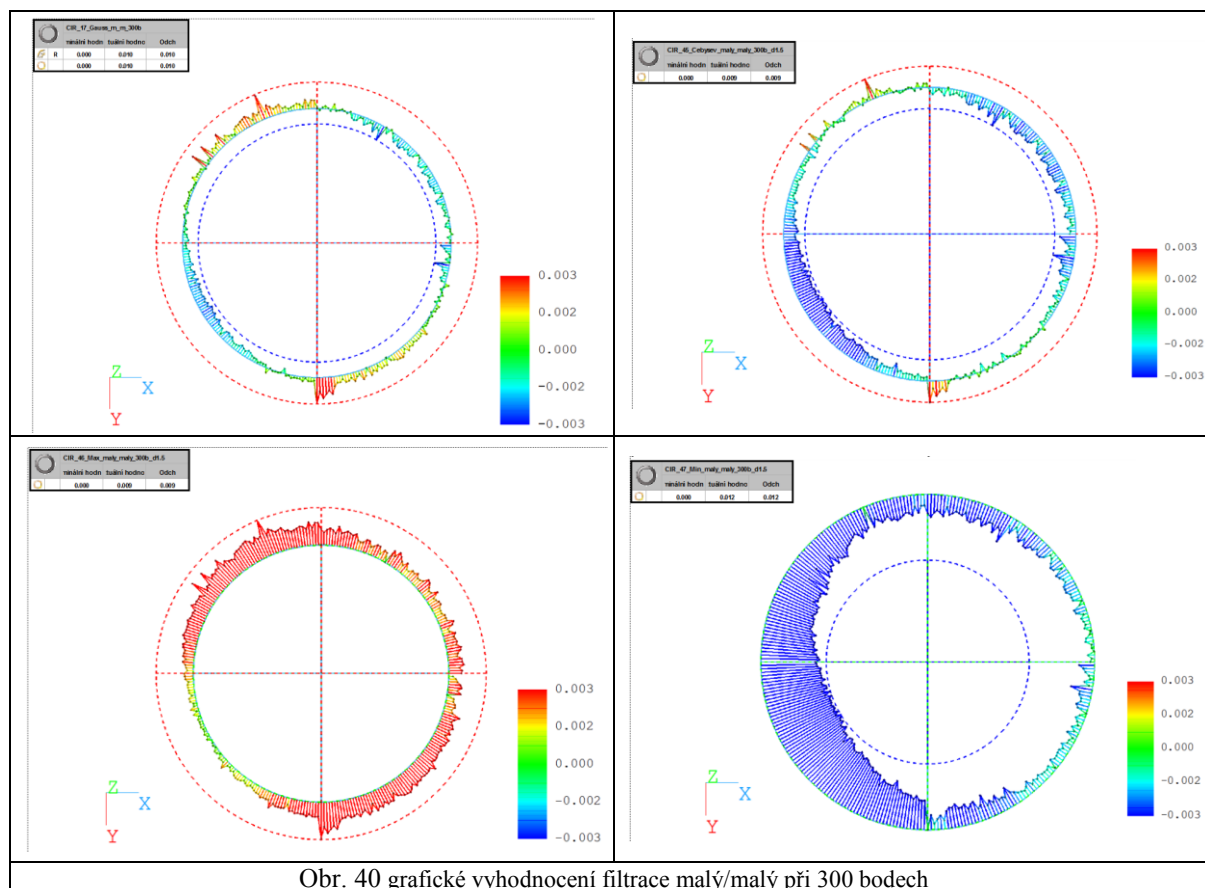 CIR_17_Gauss_m_m_300b
ninální hodn tuální hodno Odch
R 0.000 0.010 0.010
0.000 0.010 0.010
0.003
0.002
0.000
-0.002
-0.003
Z
X
Y
CIR_45_Cebysev_maly_maly_300b_d1.5
ninální hodn tuální hodno Odch
0.000 0.009 0.009
0.003
0.002
0.000
-0.002
-0.003
Z
X
Y
CIR_46_Max_maly_maly_300b_d1.5
ninální hodn tuální hodno Odch
0.000 0.009 0.009
0.003
0.002
0.000
-0.002
-0.003
Z
X
Y
CIR_47_Min_maly_maly_300b_d1.5
ninální hodn tuální hodno Odch
0.000 0.012 0.012
0.003
0.002
0.000
-0.002
-0.003
Z
X
Y
Obr. 40 grafické vyhodnocení filtrace malý/malý při 300 bodech